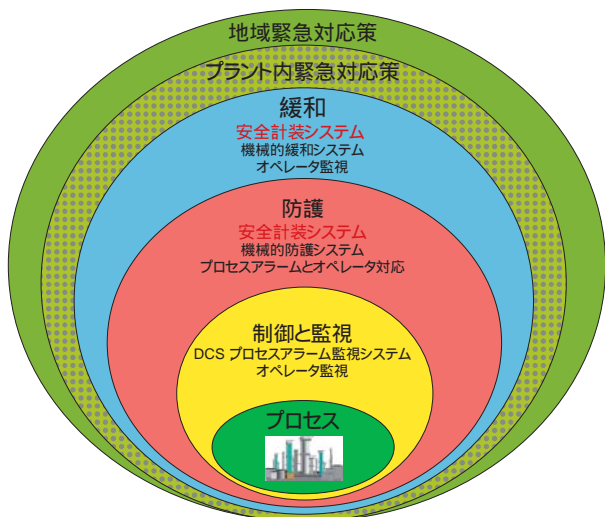 地域緊急対応策
プラント内緊急対応策
緩和
安全計装システム
機械的緩和システム
オペレータ監視
防護
安全計装システム
機械的防護システム
プロセスアラームとオペレータ対応
制御と監視
DCS プロセスアラーム監視システム
オペレータ監視
プロセス